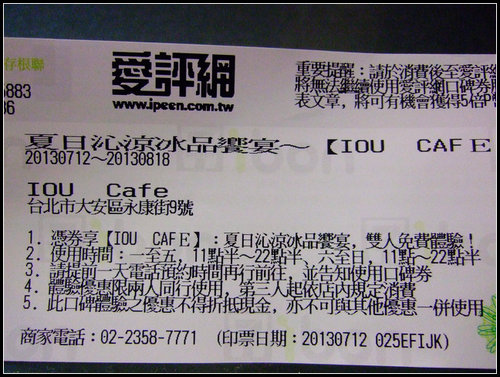 存根聯
5883
36
愛評網
www.ipeen.com.tw
重要提醒：請於消費後至愛評網
將無法繼續使用愛評網口碑券服
表文章，將可有機會獲得5倍P幣
夏日沁涼冰品饗宴～【IOU CAFE
20130712～20130818
IOU Cafe
台北市大安區永康街9號
1. 憑券享【IOU CAFE】：夏日沁涼冰品饗宴，雙人免費體驗！
2. 使用時間：一至五，11點半～22點半、六至日，11點～22點半
3. 請提前一天電話預約時間再行前往，並告知使用口碑券
4. 體驗優惠限兩人同行使用，第三人起依店內規定消費
5. 此口碑體驗之優惠不得折抵現金，亦不可與其他優惠一併使用
商家電話：02-2358-7771 (印票日期：20130712 025EFIJK)